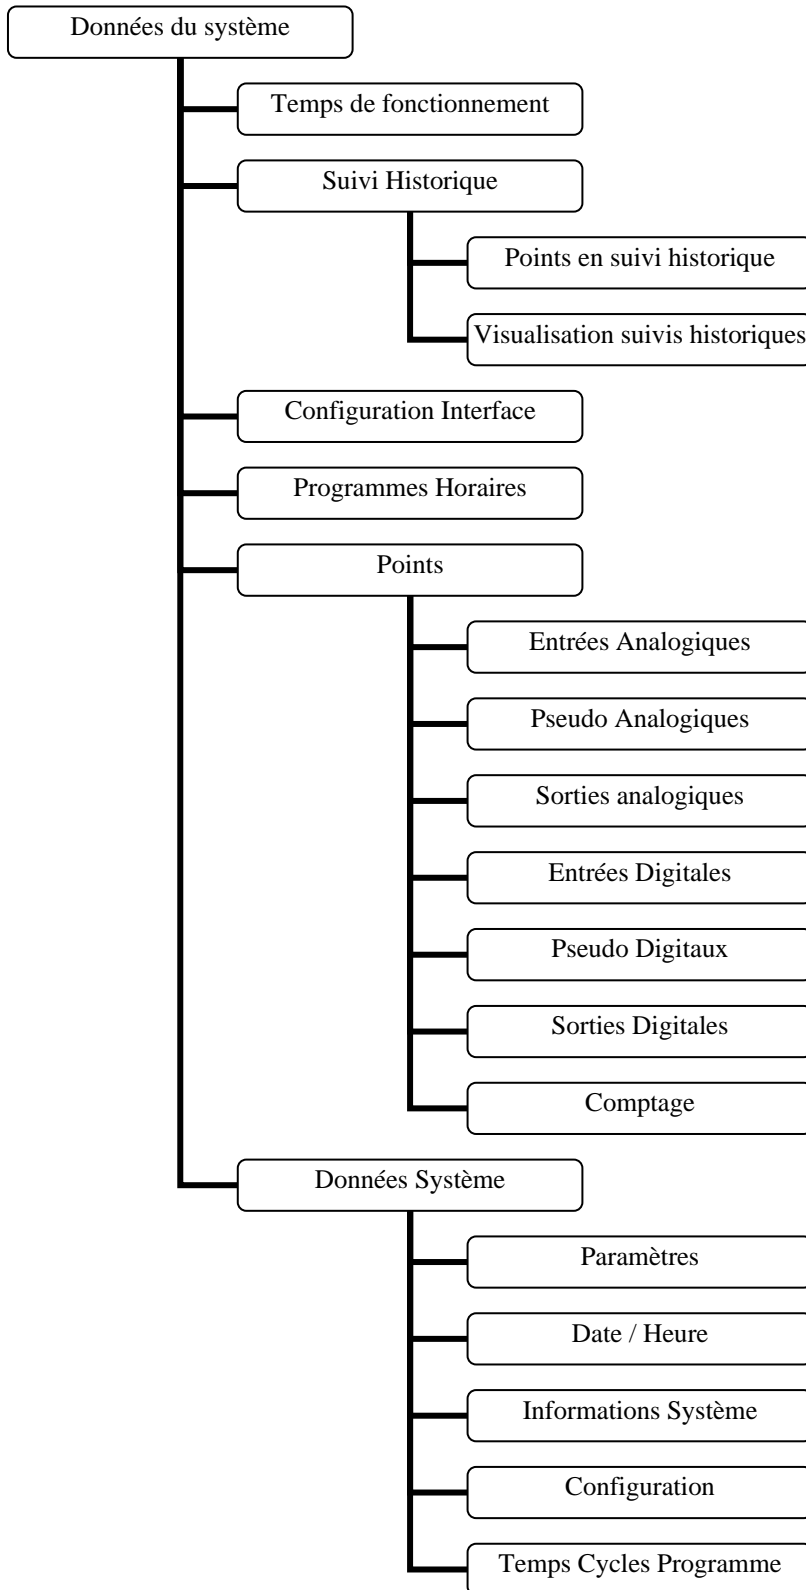 Données du système
Temps de fonctionnement
Suivi Historique
Points en suivi historique
Visualisation suivis historiques
Configuration Interface
Programmes Horaires
Points
Entrées Analogiques
Pseudo Analogiques
Sorties analogiques
Entrées Digitales
Pseudo Digitaux
Sorties Digitales
Comptage
Données Système
Paramètres
Date / Heure
Informations Système
Configuration
Temps Cycles Programme